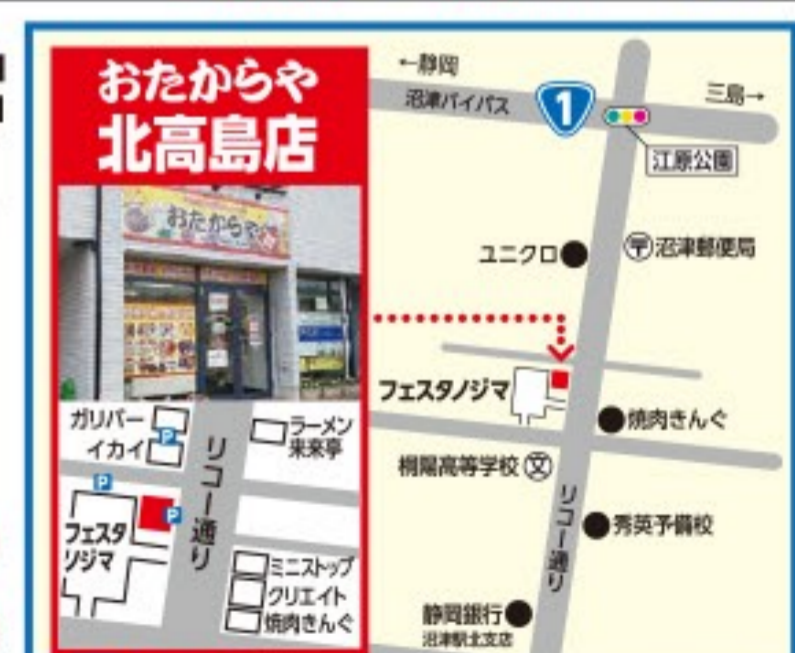 おたからや
北高島店
おたからや
ガリバー
イカイ
P
リコー通り
ラーメン
来来亭
P
P
フェスタ
ノジマ
ミニストップ
クリエイト
焼肉きんぐ
←静岡
沼津バイパス
1
三島→
江原公園
ユニクロ
〒沼津郵便局
フェスタノジマ
焼肉きんぐ
桐陽高等学校 文
リコー通り
秀英予備校
静岡銀行
沼津駅北支店